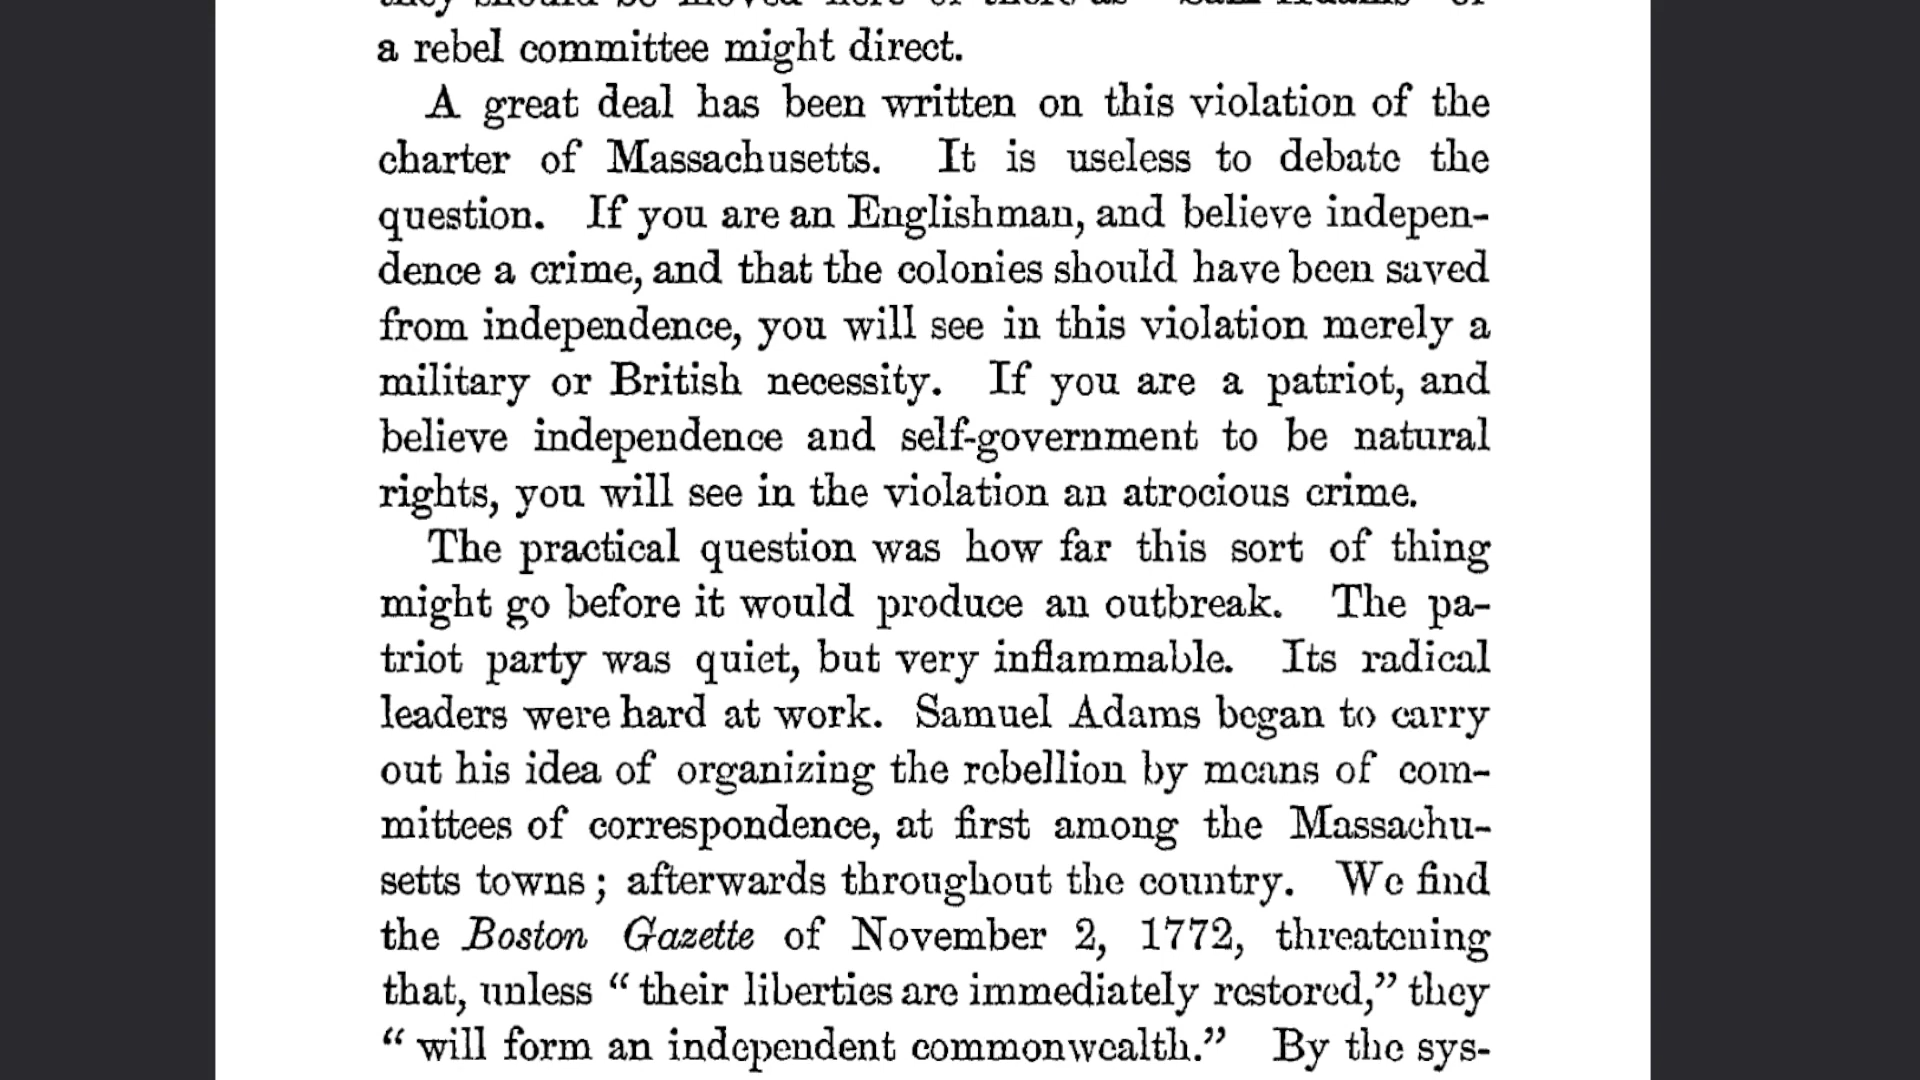 a rebel committee might direct.
A great deal has been written on this violation of the
charter of Massachusetts. It is useless to debate the
question. If you are an Englishman, and believe indepen-
dence a crime, and that the colonies should have been saved
from independence, you will see in this violation merely a
military or British necessity. If you are a patriot, and
believe independence and self-government to be natural
rights, you will see in the violation an atrocious crime.
The practical question was how far this sort of thing
might go before it would produce an outbreak. The pa-
triot party was quiet, but very inflammable. Its radical
leaders were hard at work. Samuel Adams began to carry
out his idea of organizing the rebellion by means of com-
mittees of correspondence, at first among the Massachu-
setts towns; afterwards throughout the country. We find
the Boston Gazette of November 2, 1772, threatening
that, unless “their liberties are immediately restored,” they
“will form an independent commonwealth.” By the sys-